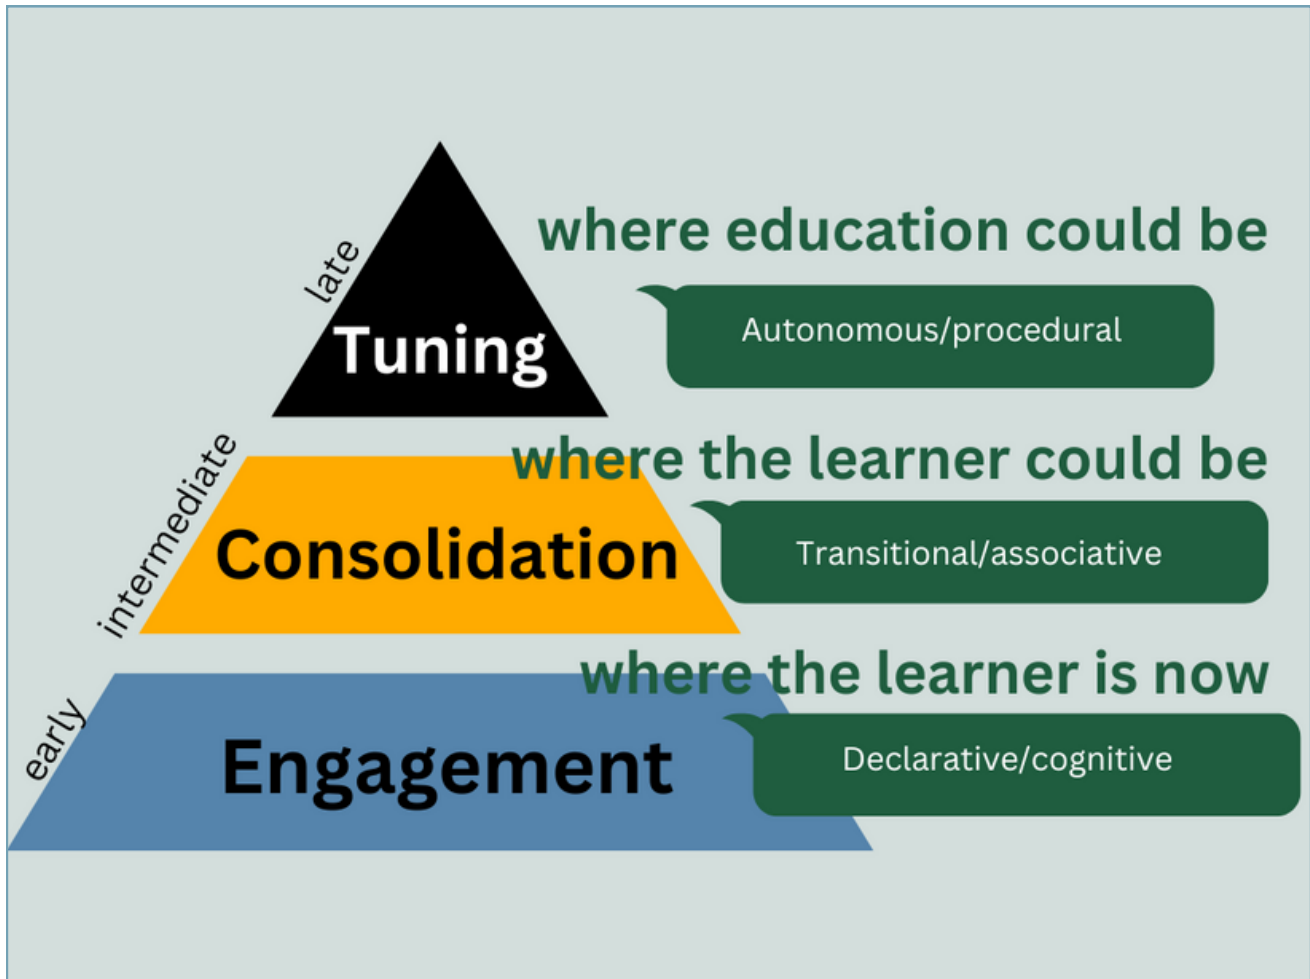 where education could be
late
Autonomous/procedural
Tuning
where the learner could be
intermediate
Transitional/associative
Consolidation
where the learner is now
early
Declarative/cognitive
Engagement